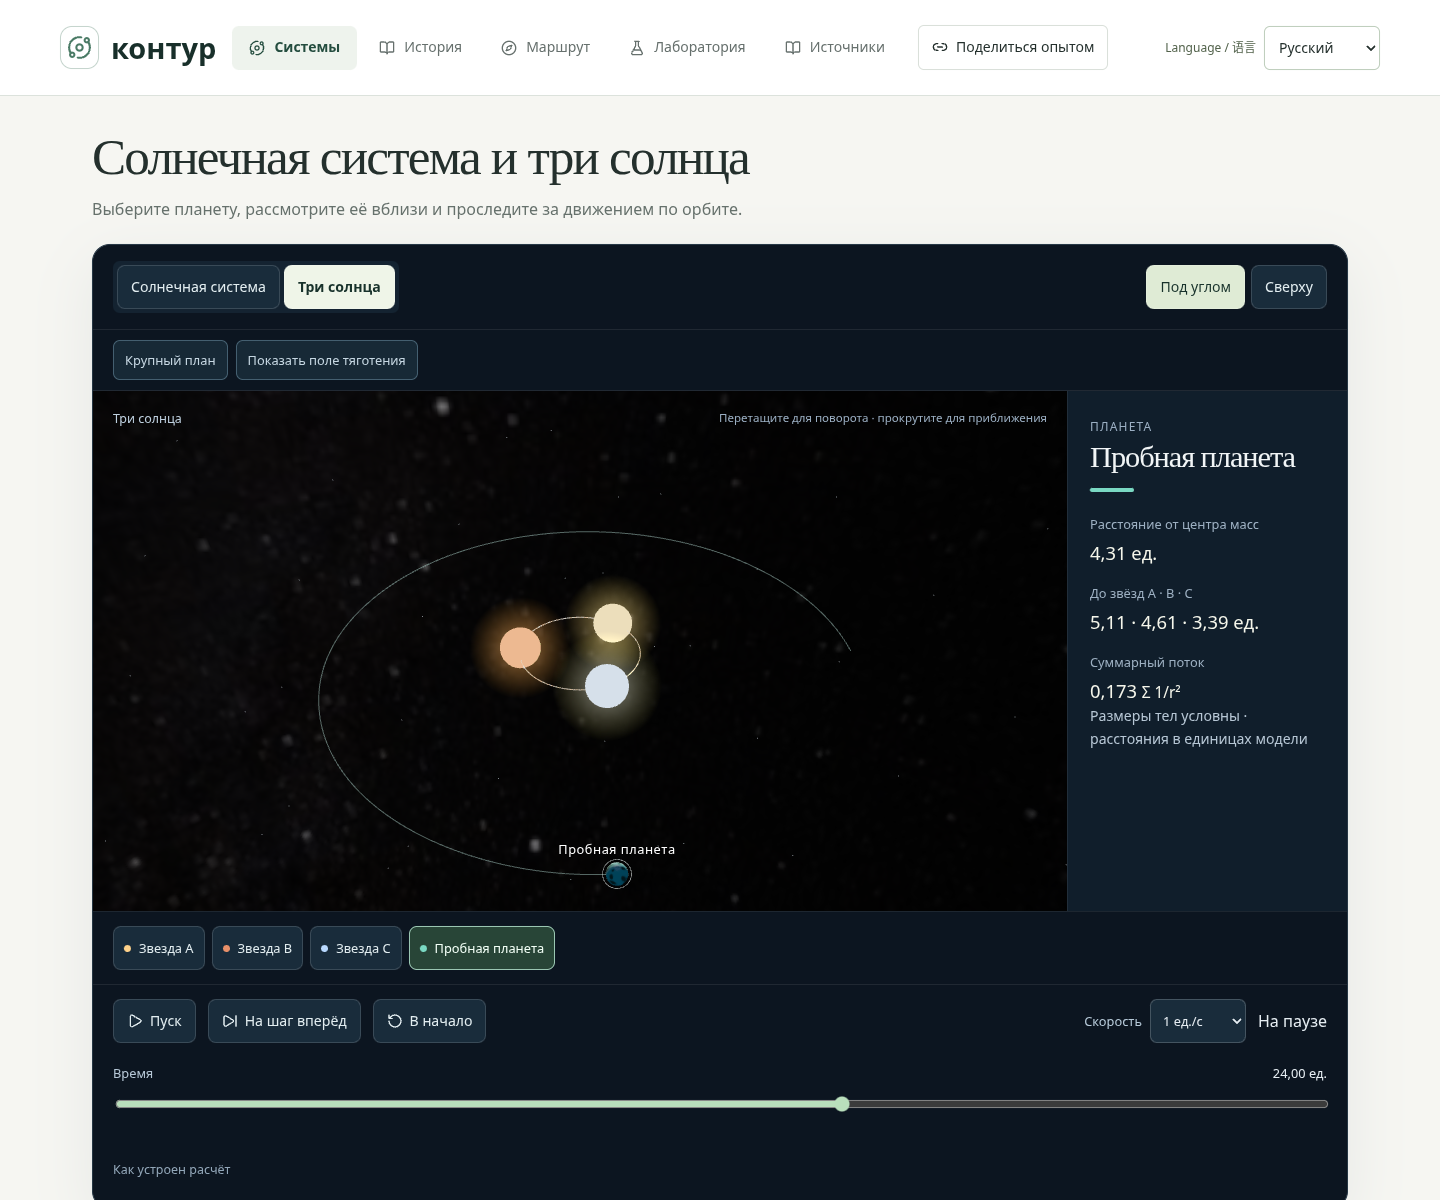 контур
Системы
История
Маршрут
Лаборатория
Источники
Поделиться опытом
Language / 语言
Русский
Солнечная система и три солнца
Выберите планету, рассмотрите её вблизи и проследите за движением по орбите.
Солнечная система
Три солнца
Под углом
Сверху
Крупный план
Показать поле тяготения
Три солнца
Перетащите для поворота · прокрутите для приближения
Пробная планета
ПЛАНЕТА
Пробная планета
Расстояние от центра масс
4,31 ед.
До звёзд A · B · C
5,11 · 4,61 · 3,39 ед.
Суммарный поток
0,173 Σ 1/r²
Размеры тел условны ·
расстояния в единицах модели
Звезда A
Звезда B
Звезда C
Пробная планета
Пуск
На шаг вперёд
В начало
Скорость
1 ед./с
На паузе
Время
24,00 ед.
Как устроен расчёт